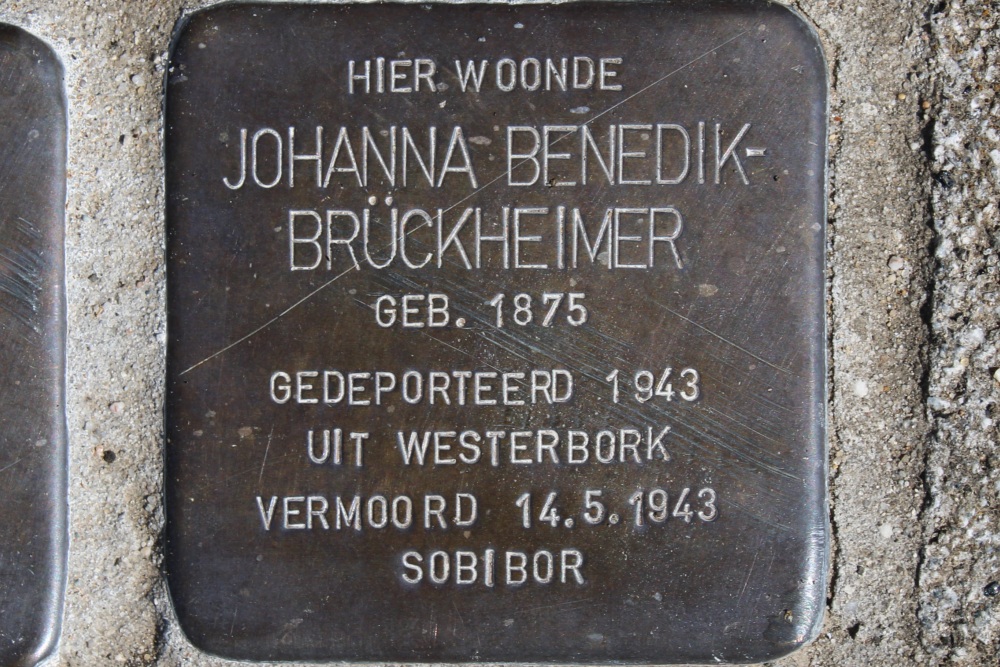 HIER WOONDE
JOHANNA BENEDIK-
BRÜCKHEIMER
GEB. 1875
GEDEPORTEERD 1943
UIT WESTERBORK
VERMOORD 14.5.1943
SOBIBOR